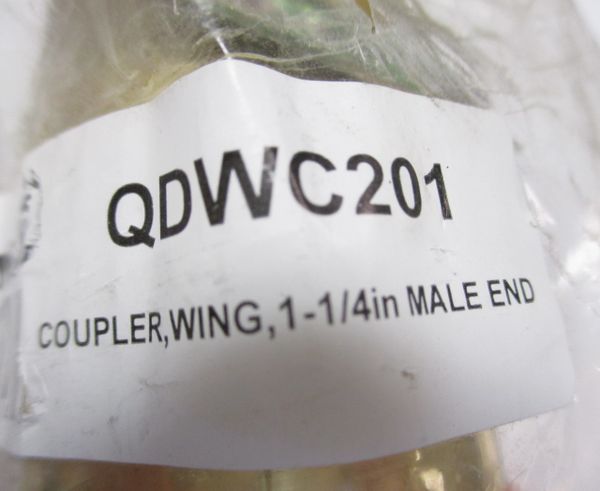 QDWC201
COUPLER,WING,1-1/4in MALE END